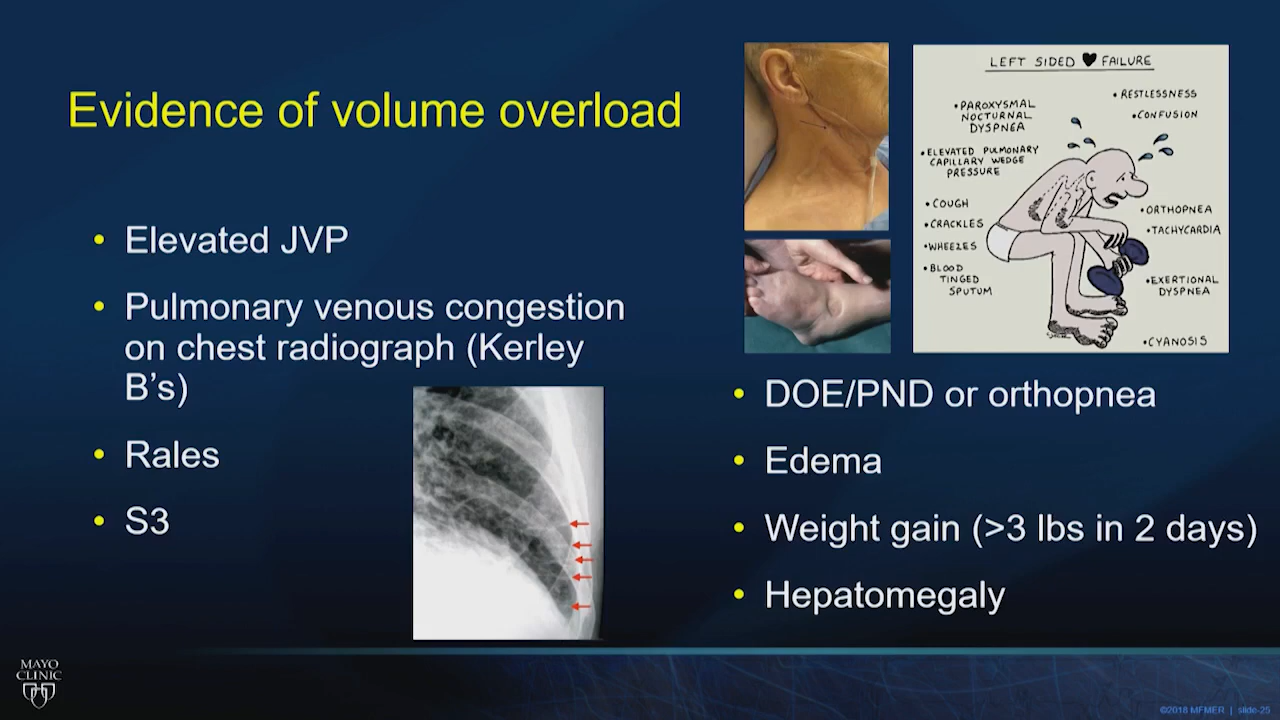 Evidence of volume overload
• Elevated JVP
• Pulmonary venous congestion
on chest radiograph (Kerley
B's)
• Rales
• S3
LEFT SIDED ♥ FAILURE
• PAROXYSMAL
NOCTURNAL
DYSPNEA
• ELEVATED PULMONARY
CAPILLARY WEDGE
PRESSURE
• COUGH
• CRACKLES
• WHEEZES
• BLOOD
TINGED
SPUTUM
• RESTLESSNESS
• CONFUSION
• ORTHOPNEA
• TACHYCARDIA
• EXERTIONAL
DYSPNEA
• CYANOSIS
• DOE/PND or orthopnea
• Edema
• Weight gain (>3 lbs in 2 days)
• Hepatomegaly
MAYO
CLINIC
©2018 MFMER | slide-25